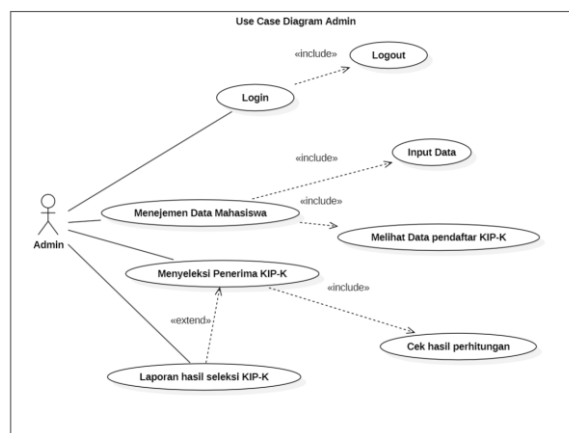 Use Case Diagram Admin
«include»
Logout
Login
«include»
Input Data
«include»
Menejemen Data Mahasiswa
Melihat Data pendaftar KIP-K
Admin
Menyeleksi Penerima KIP-K
«include»
«extend»
Cek hasil perhitungan
Laporan hasil seleksi KIP-K